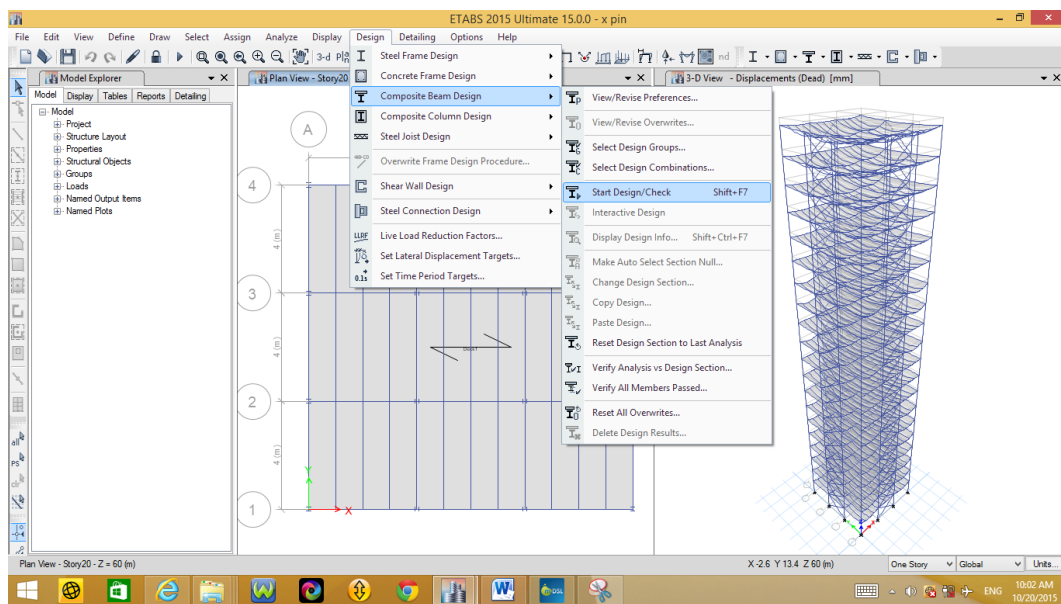 ETABS 2015 Ultimate 15.0.0 - x pin
File Edit View Define Draw Select Assign Analyze Display Design Detailing Options Help
3-d
nd
Model Explorer
Model Display Tables Reports Detailing
Model
Project
Structure Layout
Properties
Structural Objects
Groups
Loads
Named Output Items
Named Plots
all
PS
clr
Plan View - Story20
A
4
3
2
1
4 (m)
4 (m)
4 (m)
Y
X
Steel Frame Design
Concrete Frame Design
Composite Beam Design
Composite Column Design
Steel Joist Design
Overwrite Frame Design Procedure...
Shear Wall Design
Steel Connection Design
LLRF Live Load Reduction Factors...
Set Lateral Displacement Targets...
0.1s Set Time Period Targets...
View/Revise Preferences...
View/Revise Overwrites...
Select Design Groups...
Select Design Combinations...
Start Design/Check Shift+F7
Interactive Design
Display Design Info... Shift+Ctrl+F7
Make Auto Select Section Null...
Change Design Section...
Copy Design...
Paste Design...
Reset Design Section to Last Analysis
Verify Analysis vs Design Section...
Verify All Members Passed...
Reset All Overwrites...
Delete Design Results...
3-D View - Displacements (Dead) [mm]
Plan View - Story20 - Z = 60 (m)
X -2.6 Y 13.4 Z 60 (m)
One Story
Global
Units...
ENG
10:02 AM
10/20/2015